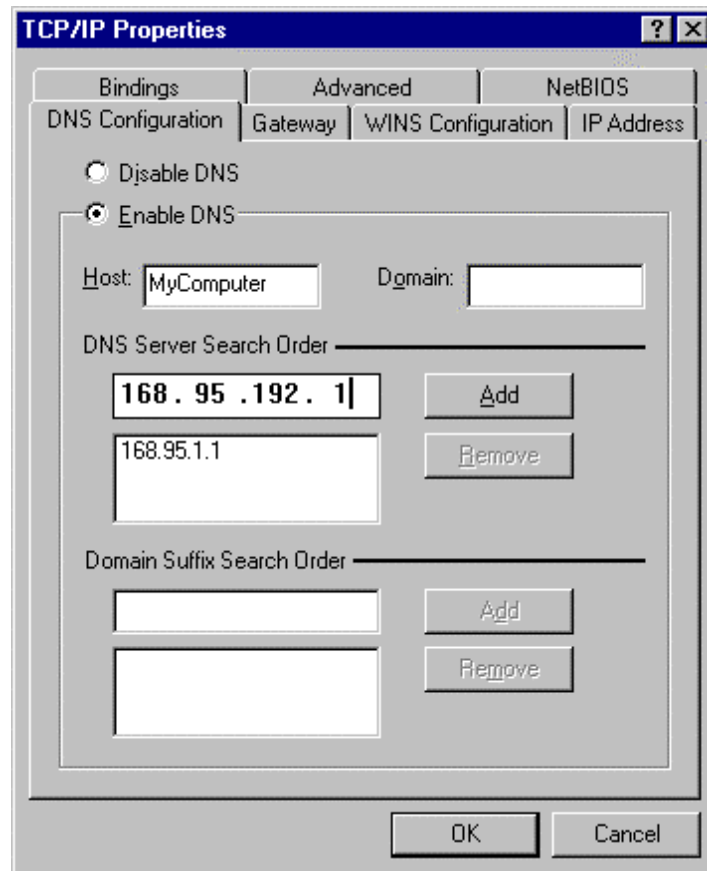 TCP/IP Properties
Bindings Advanced NetBIOS
DNS Configuration Gateway WINS Configuration IP Address
Disable DNS
Enable DNS
Host: MyComputer Domain:
DNS Server Search Order
168 . 95 .192. 1 Add
168.95.1.1 Remove
Domain Suffix Search Order
Add
Remove
OK Cancel